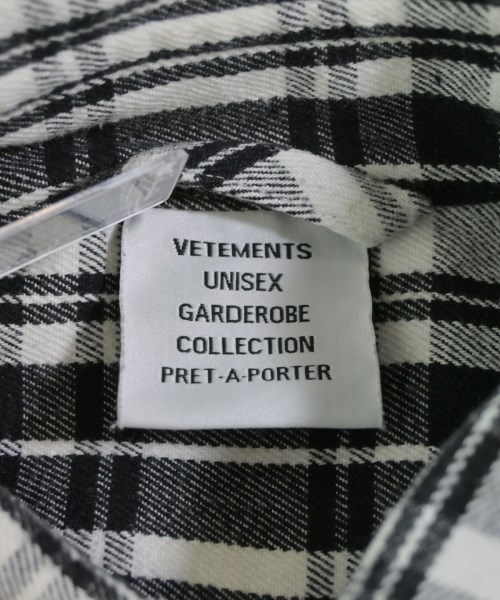 VETEMENTS
UNISEX
GARDEROBE
COLLECTION
PRET-A-PORTER